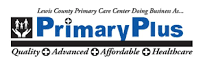 Lewis County Primary Care Center Doing Business As...
PrimaryPlus
Quality + Advanced + Affordable + Healthcare